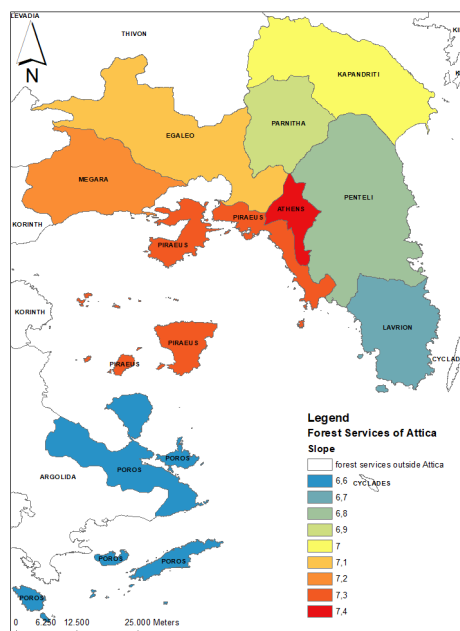 LEVADIA
THIVON
KI
K
N
KAPANDRITI
PARNITHA
EGALEO
MEGARA
PENTELI
ATHENS
PIRAEUS
KORINTH
PIRAEUS
KORINTH
LAVRION
PIRAEUS
CYCLAD
PIRAEUS
POROS
POROS
ARGOLIDA
POROS
POROS
POROS
Legend
Forest Services of Attica
Slope
forest services outside Attica
6,6
CYCLADES
6,7
6,8
6,9
7
7,1
7,2
7,3
7,4
0 6.250 12.500 25.000 Meters